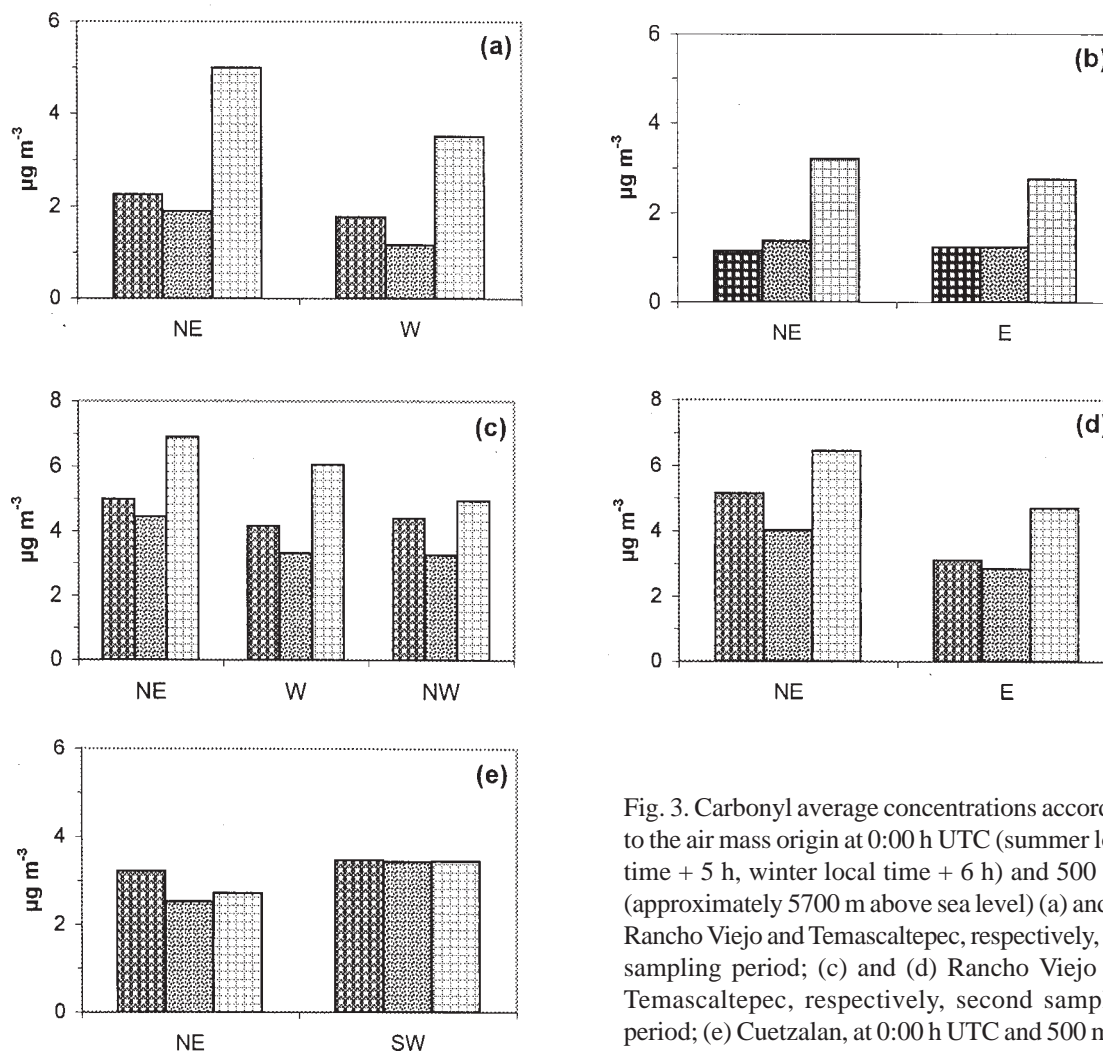 6
4
2
0
µg m-3
(a)
NE
W
6
4
2
0
µg m-3
(b)
NE
E
8
6
4
2
0
µg m-3
(c)
NE
W
NW
8
6
4
2
0
µg m-3
(d)
NE
E
6
4
2
0
µg m-3
(e)
NE
SW
Fig. 3. Carbonyl average concentrations accor
to the air mass origin at 0:00 h UTC (summer lo
time + 5 h, winter local time + 6 h) and 500
(approximately 5700 m above sea level) (a) and
Rancho Viejo and Temascaltepec, respectively,
sampling period; (c) and (d) Rancho Viejo
Temascaltepec, respectively, second sampl
period; (e) Cuetzalan, at 0:00 h UTC and 500 m